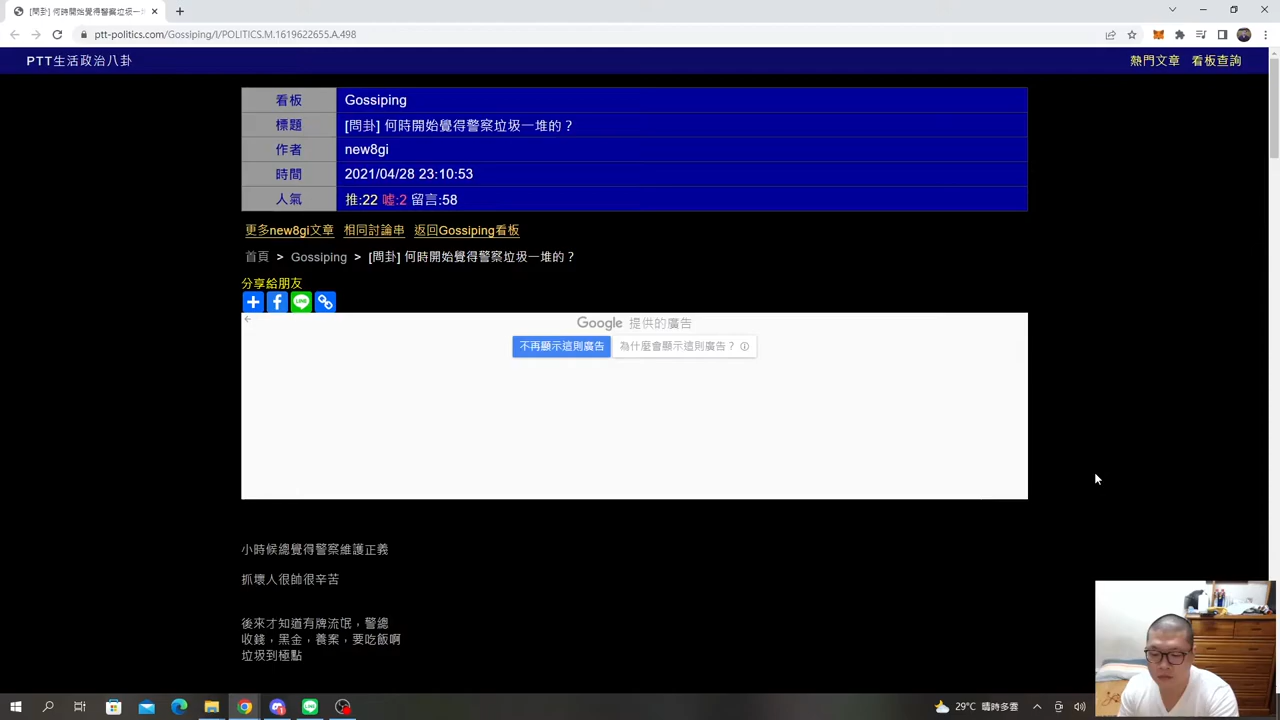 [問卦] 何時開始覺得警察垃圾一
ptt-politics.com/Gossiping/I/POLITICS.M.1619622655.A.498
PTT生活政治八卦
熱門文章 看板查詢
看板 Gossiping
標題 [問卦] 何時開始覺得警察垃圾一堆的？
作者 new8gi
時間 2021/04/28 23:10:53
人氣 推:22 噓:2 留言:58
更多new8gi文章 相同討論串 返回Gossiping看板
首頁 > Gossiping > [問卦] 何時開始覺得警察垃圾一堆的？
分享給朋友
LINE
Google 提供的廣告
不再顯示這則廣告 為什麼會顯示這則廣告？
小時候總覺得警察維護正義
抓壞人很帥很辛苦
後來才知道有牌流氓，警總
收錢，黑金，養案，要吃飯啊
垃圾到極點
29°C 晴時多雲